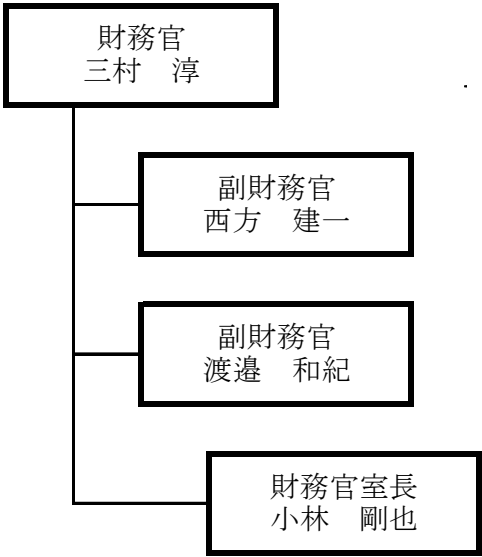 財務官
三村　淳
副財務官
西方　建一
副財務官
渡邉　和紀
財務官室長
小林　剛也